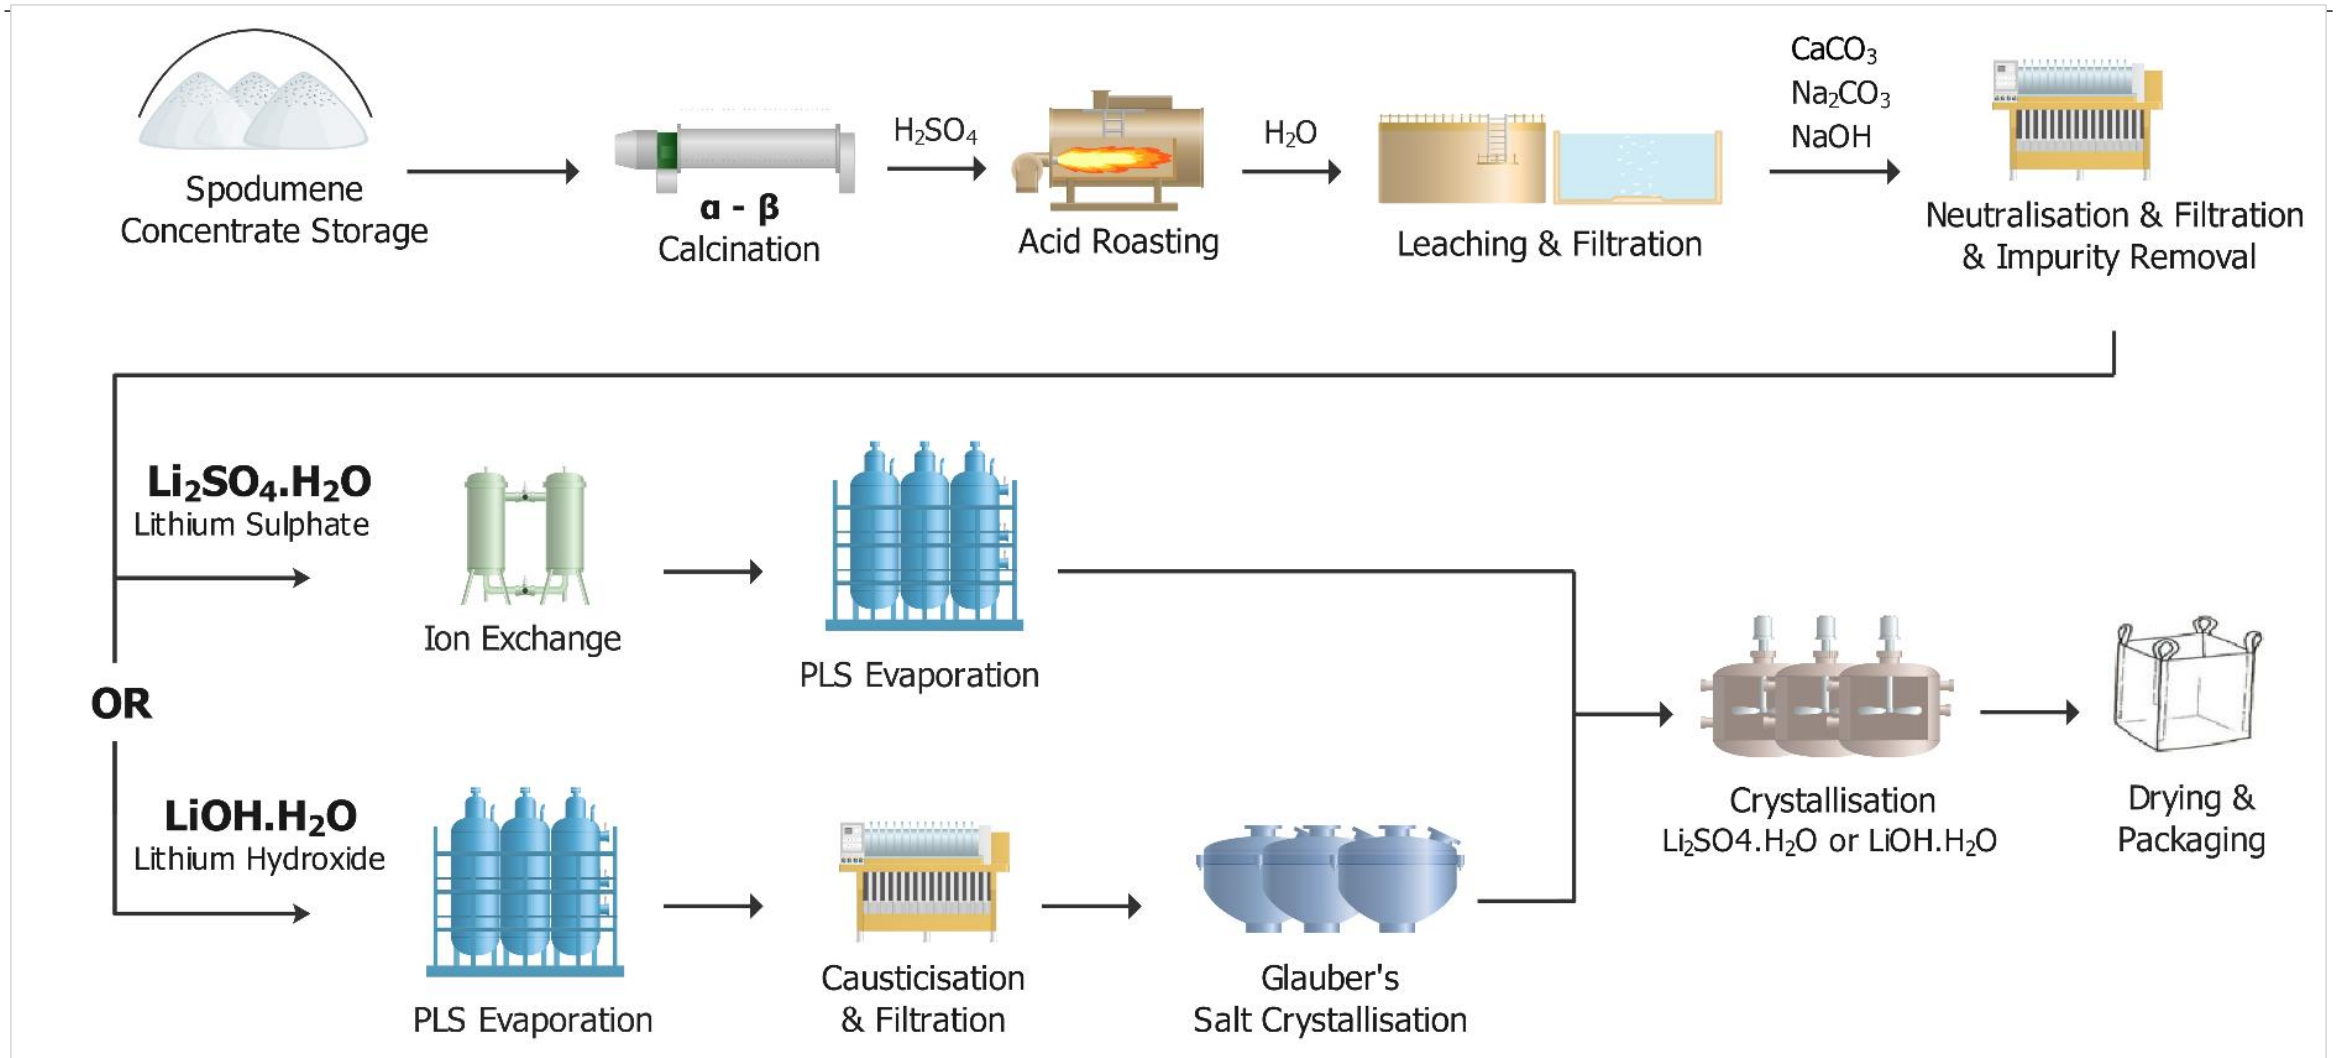 Spodumene
Concentrate Storage
α - β
Calcination
H₂SO₄
Acid Roasting
H₂O
Leaching & Filtration
CaCO₃
Na₂CO₃
NaOH
Neutralisation & Filtration
& Impurity Removal
Li₂SO₄.H₂O
Lithium Sulphate
Ion Exchange
PLS Evaporation
OR
LiOH.H₂O
Lithium Hydroxide
PLS Evaporation
Causticisation
& Filtration
Glauber's
Salt Crystallisation
Crystallisation
Li₂SO4.H₂O or LiOH.H₂O
Drying &
Packaging